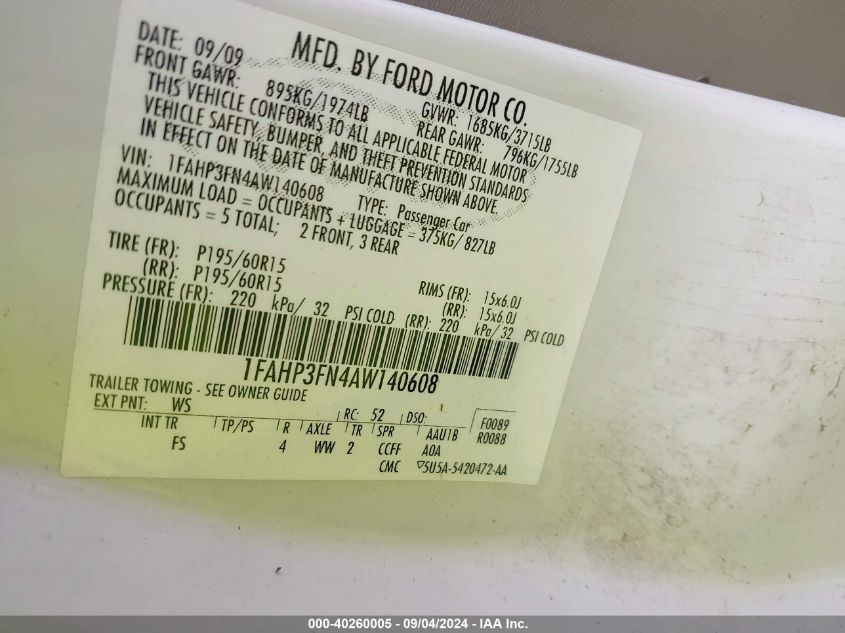 MFD. BY FORD MOTOR CO.
DATE: 09/09 GVWR: 1685KG/3715LB
FRONT GAWR: 895KG/1974LB REAR GAWR: 796KG/1755LB
THIS VEHICLE CONFORMS TO ALL APPLICABLE FEDERAL MOTOR
VEHICLE SAFETY, BUMPER, AND THEFT PREVENTION STANDARDS
IN EFFECT ON THE DATE OF MANUFACTURE SHOWN ABOVE.
VIN: 1FAHP3FN4AW140608 TYPE: Passenger Car
MAXIMUM LOAD = OCCUPANTS + LUGGAGE = 375KG/ 827LB
OCCUPANTS = 5 TOTAL; 2 FRONT, 3 REAR
TIRE (FR): P195/60R15 RIMS (FR): 15x6.0J
(RR): P195/60R15 (RR): 15x6.0J
PRESSURE (FR): 220 kPa/ 32 PSI COLD (RR): 220 kPa/ 32 PSI COLD
1FAHP3FN4AW140608
TRAILER TOWING - SEE OWNER GUIDE
EXT PNT: WS RC: 52 DSO: F0089
INT TR TP/PS R AXLE TR SPR AAU1B R0088
FS 4 WW 2 CCFF A0A
CMC ▽5U5A-5420472-AA
000-40260005 - 09/04/2024 - IAA Inc.